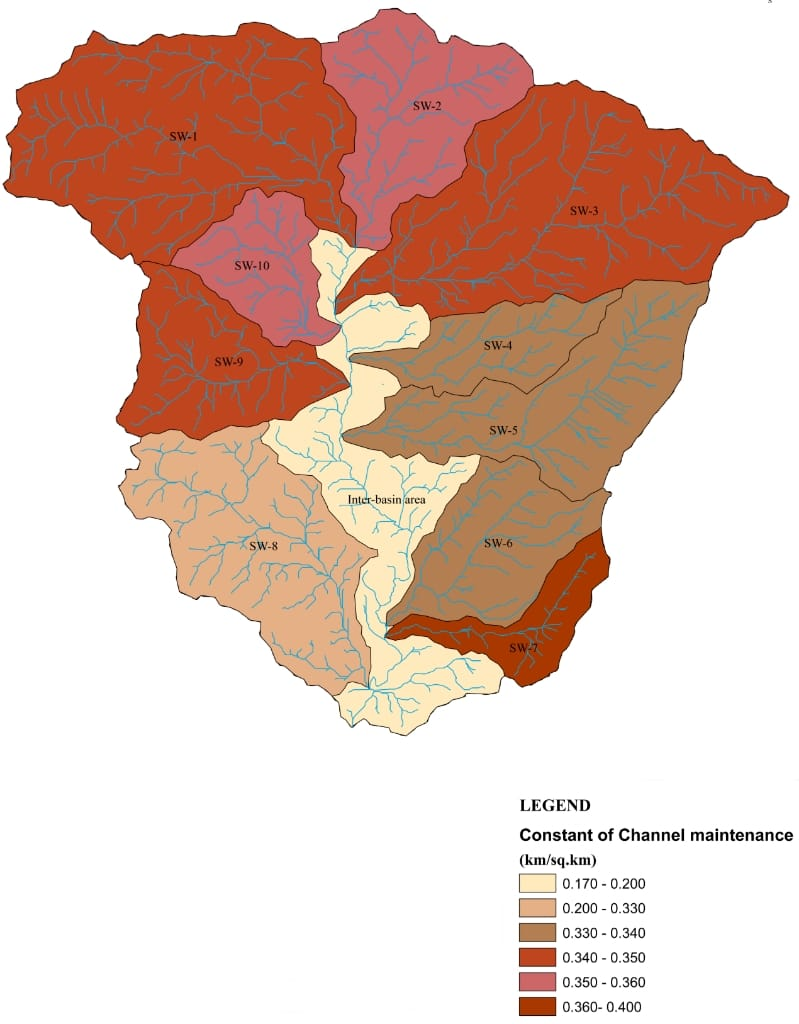 SW-2
SW-1
SW-3
SW-10
SW-4
SW-9
SW-5
Inter-basin area
SW-6
SW-8
SW-7
LEGEND
Constant of Channel maintenance
(km/sq.km)
0.170 - 0.200
0.200 - 0.330
0.330 - 0.340
0.340 - 0.350
0.350 - 0.360
0.360- 0.400